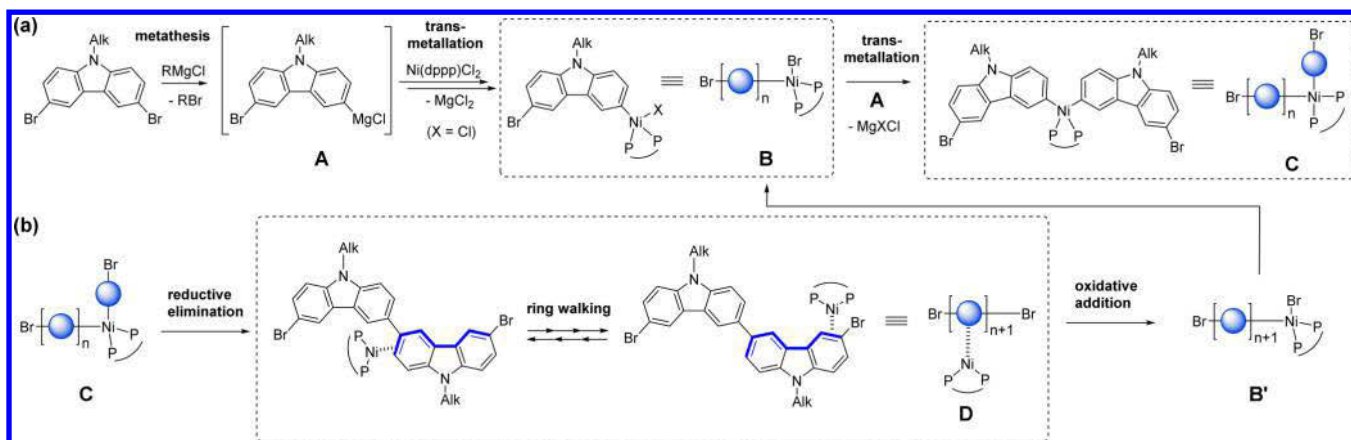 (a)
Alk
N
Br
Br
metathesis
RMgCl
- RBr
Alk
N
Br
MgCl
A
trans-
metallation
Ni(dppp)Cl2
- MgCl2
(X = Cl)
Alk
N
Br
Ni
X
P
P
Br
n
Br
Ni
P
P
B
trans-
metallation
A
- MgXCl
Alk
N
Br
Ni
P
P
Alk
N
Br
Br
Br
n
Ni
P
P
C
(b)
Br
Br
n
Ni
P
P
C
reductive
elimination
Alk
N
Br
P
Ni
P
Br
N
Alk
ring walking
Alk
N
Br
P
P
Ni
Br
N
Alk
Br
n+1
Br
Ni
P
P
D
oxidative
addition
Br
n+1
Br
Ni
P
P
B'